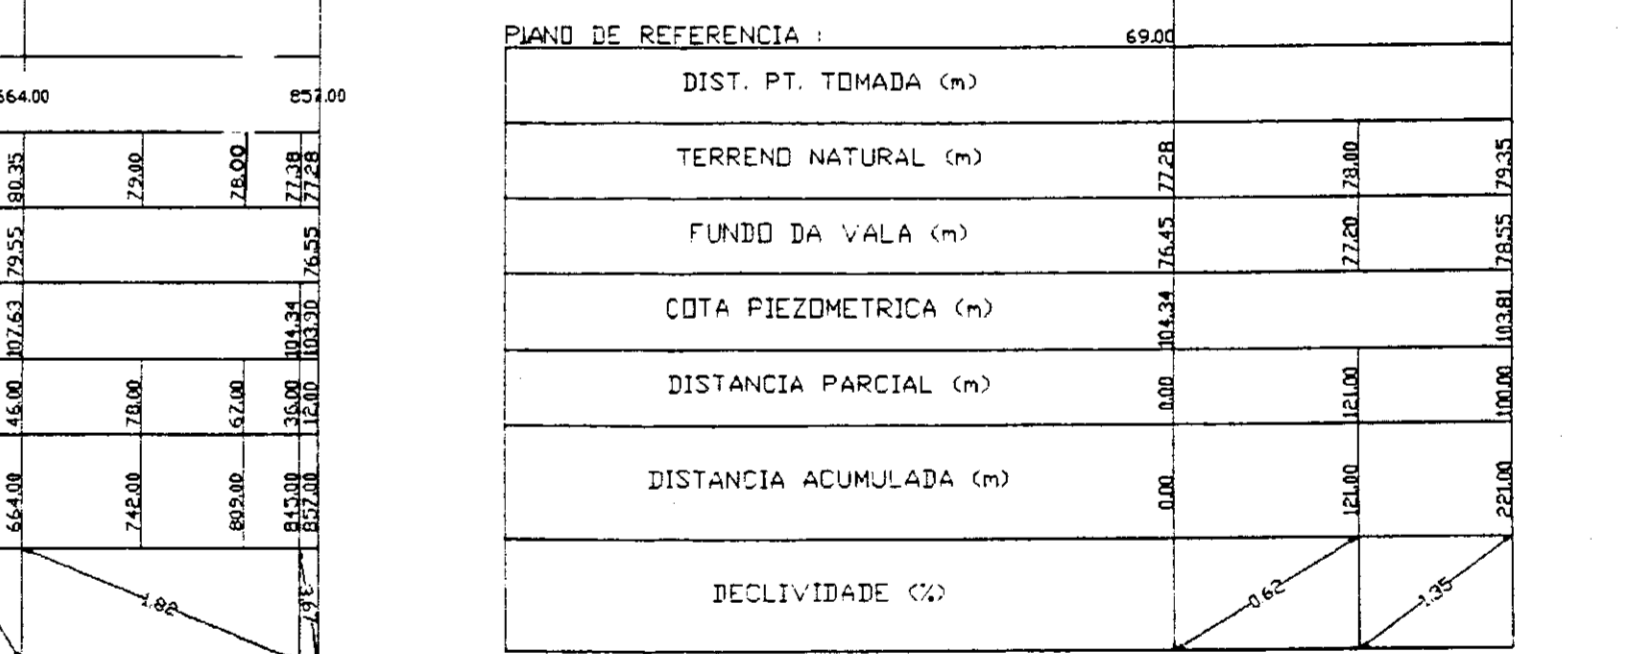 664.00 857.00
80.35 79.00 78.00 77.38 77.28
79.55 76.55
107.63 104.34 103.90
46.00 78.00 67.00 36.00 12.00
664.00 742.00 809.00 845.00 857.00
1.82 3.67
PLANO DE REFERENCIA : 69.00
DIST. PT. TOMADA (m)
TERRENO NATURAL (m) 77.28 78.00 79.35
FUNDO DA VALA (m) 76.45 77.20 78.55
COTA PIEZOMETRICA (m) 104.34 103.81
DISTANCIA PARCIAL (m) 0.00 121.00 100.00
DISTANCIA ACUMULADA (m) 0.00 121.00 221.00
DECLIVIDADE (%) 0.62 1.35